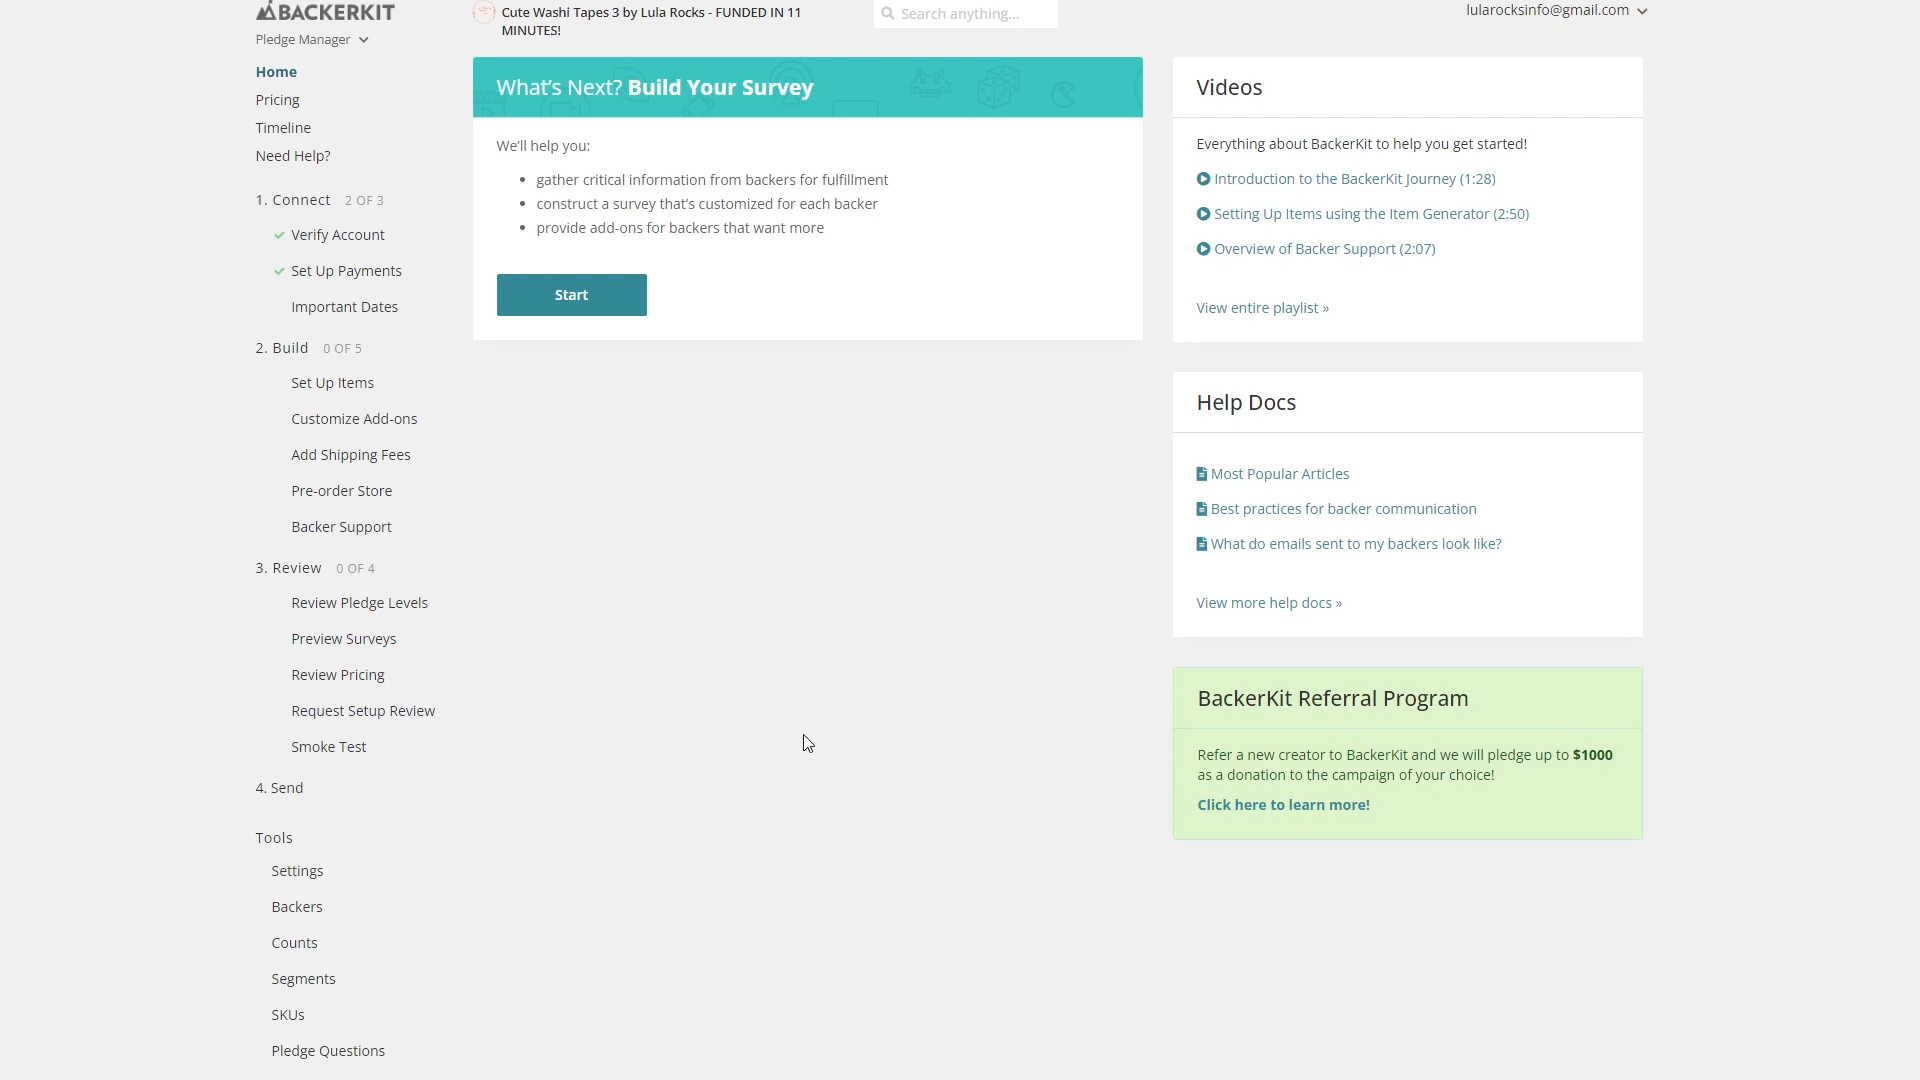 BACKERKIT
Pledge Manager
Cute Washi Tapes 3 by Lula Rocks - FUNDED IN 11
MINUTES!
Search anything...
lularocksinfo@gmail.com
Home
Pricing
Timeline
Need Help?
1. Connect 2 OF 3
Verify Account
Set Up Payments
Important Dates
2. Build 0 OF 5
Set Up Items
Customize Add-ons
Add Shipping Fees
Pre-order Store
Backer Support
3. Review 0 OF 4
Review Pledge Levels
Preview Surveys
Review Pricing
Request Setup Review
Smoke Test
4. Send
Tools
Settings
Backers
Counts
Segments
SKUs
Pledge Questions
What's Next? Build Your Survey
We'll help you:
• gather critical information from backers for fulfillment
• construct a survey that's customized for each backer
• provide add-ons for backers that want more
Start
Videos
Everything about BackerKit to help you get started!
Introduction to the BackerKit Journey (1:28)
Setting Up Items using the Item Generator (2:50)
Overview of Backer Support (2:07)
View entire playlist »
Help Docs
Most Popular Articles
Best practices for backer communication
What do emails sent to my backers look like?
View more help docs »
BackerKit Referral Program
Refer a new creator to BackerKit and we will pledge up to $1000
as a donation to the campaign of your choice!
Click here to learn more!